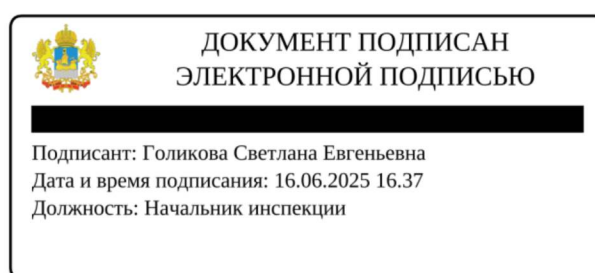 ДОКУМЕНТ ПОДПИСАН
ЭЛЕКТРОННОЙ ПОДПИСЬЮ
Подписант: Голикова Светлана Евгеньевна
Дата и время подписания: 16.06.2025 16.37
Должность: Начальник инспекции